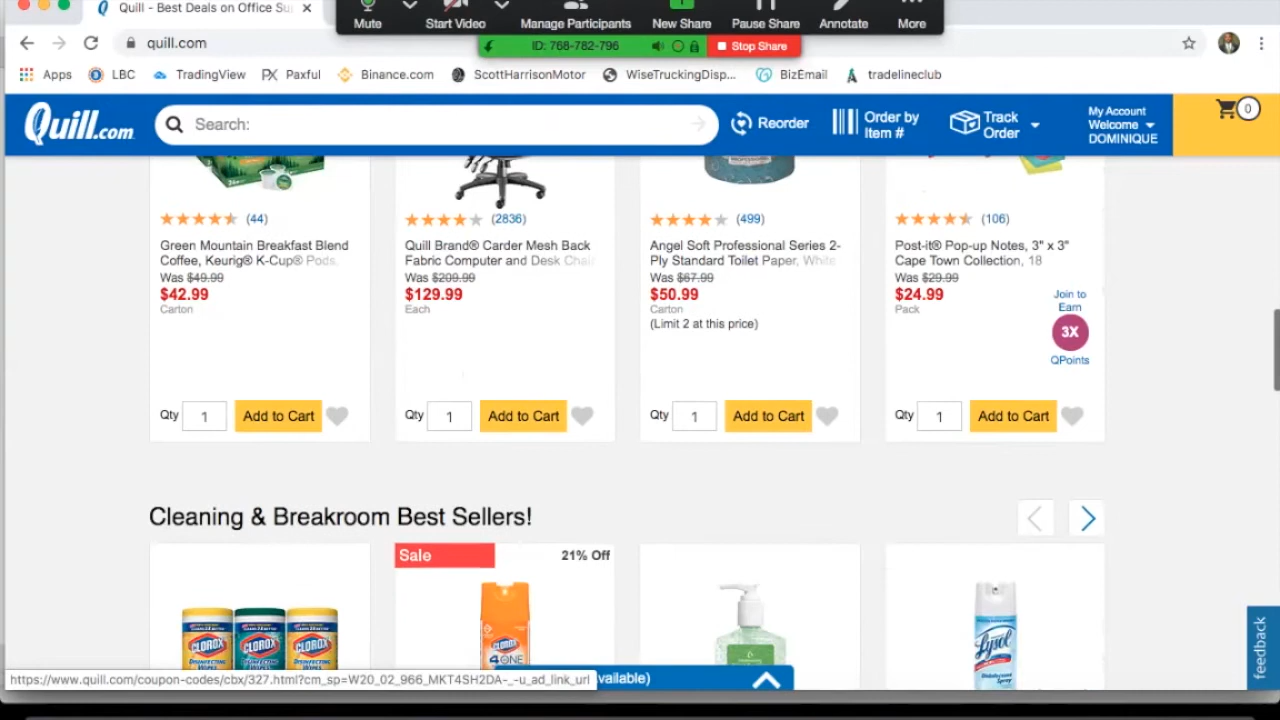 Quill - Best Deals on Office Su
Mute
Start Video
Manage Participants
New Share
Pause Share
Annotate
More
quill.com
ID: 768-782-796
Stop Share
Apps
LBC
TradingView
Paxful
Binance.com
ScottHarrisonMotor
WiseTruckingDisp...
BizEmail
tradelineclub
Quill.com
Search:
Reorder
Order by
Item #
Track
Order
My Account
Welcome
DOMINIQUE
0
(44)
(2836)
(499)
(106)
Green Mountain Breakfast Blend
Coffee, Keurig® K-Cup® Pods,
Was $49.99
$42.99
Carton
Quill Brand® Carder Mesh Back
Fabric Computer and Desk Chair
Was $209.99
$129.99
Each
Angel Soft Professional Series 2-
Ply Standard Toilet Paper, White
Was $67.99
$50.99
Carton
(Limit 2 at this price)
Post-it® Pop-up Notes, 3" x 3"
Cape Town Collection, 18
Was $29.99
$24.99
Pack
Join to
Earn
3X
QPoints
Qty 1 Add to Cart
Qty 1 Add to Cart
Qty 1 Add to Cart
Qty 1 Add to Cart
Cleaning & Breakroom Best Sellers!
Sale
21% Off
CLOROX
CLOROX
CLOROX
CLOROX
4 ONE
Lysol
Disinfectant
Spray
feedback
https://www.quill.com/coupon-codes/cbx/327.html?cm_sp=W20_02_966_MKT4SH2DA-_-u_ad_link_url
vailable)